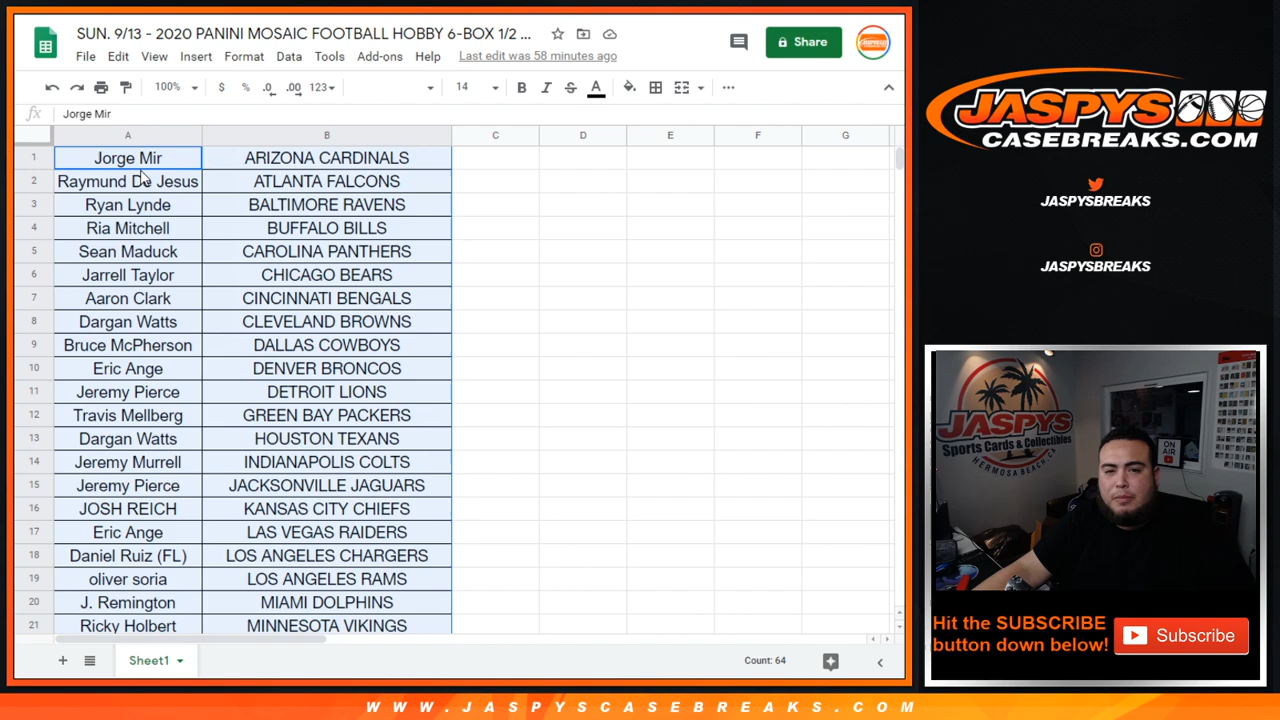 SUN. 9/13 - 2020 PANINI MOSAIC FOOTBALL HOBBY 6-BOX 1/2 ...
File Edit View Insert Format Data Tools Add-ons Help Last edit was 58 minutes ago
Share
100% $ % .0 .00 123 14 B I S A ...
fx Jorge Mir
A B C D E F G
1 Jorge Mir ARIZONA CARDINALS
2 Raymund De Jesus ATLANTA FALCONS
3 Ryan Lynde BALTIMORE RAVENS
4 Ria Mitchell BUFFALO BILLS
5 Sean Maduck CAROLINA PANTHERS
6 Jarrell Taylor CHICAGO BEARS
7 Aaron Clark CINCINNATI BENGALS
8 Dargan Watts CLEVELAND BROWNS
9 Bruce McPherson DALLAS COWBOYS
10 Eric Ange DENVER BRONCOS
11 Jeremy Pierce DETROIT LIONS
12 Travis Mellberg GREEN BAY PACKERS
13 Dargan Watts HOUSTON TEXANS
14 Jeremy Murrell INDIANAPOLIS COLTS
15 Jeremy Pierce JACKSONVILLE JAGUARS
16 JOSH REICH KANSAS CITY CHIEFS
17 Eric Ange LAS VEGAS RAIDERS
18 Daniel Ruiz (FL) LOS ANGELES CHARGERS
19 oliver soria LOS ANGELES RAMS
20 J. Remington MIAMI DOLPHINS
21 Ricky Holbert MINNESOTA VIKINGS
Sheet1
Count: 64
JASPYS
CASEBREAKS.COM
JASPYSBREAKS
JASPYSBREAKS
JASPYS
Sports Cards & Collectibles
HERMOSA BEACH, CA
ON AIR
Hit the SUBSCRIBE
button down below!
Subscribe
WWW.JASPYSCASEBREAKS.COM